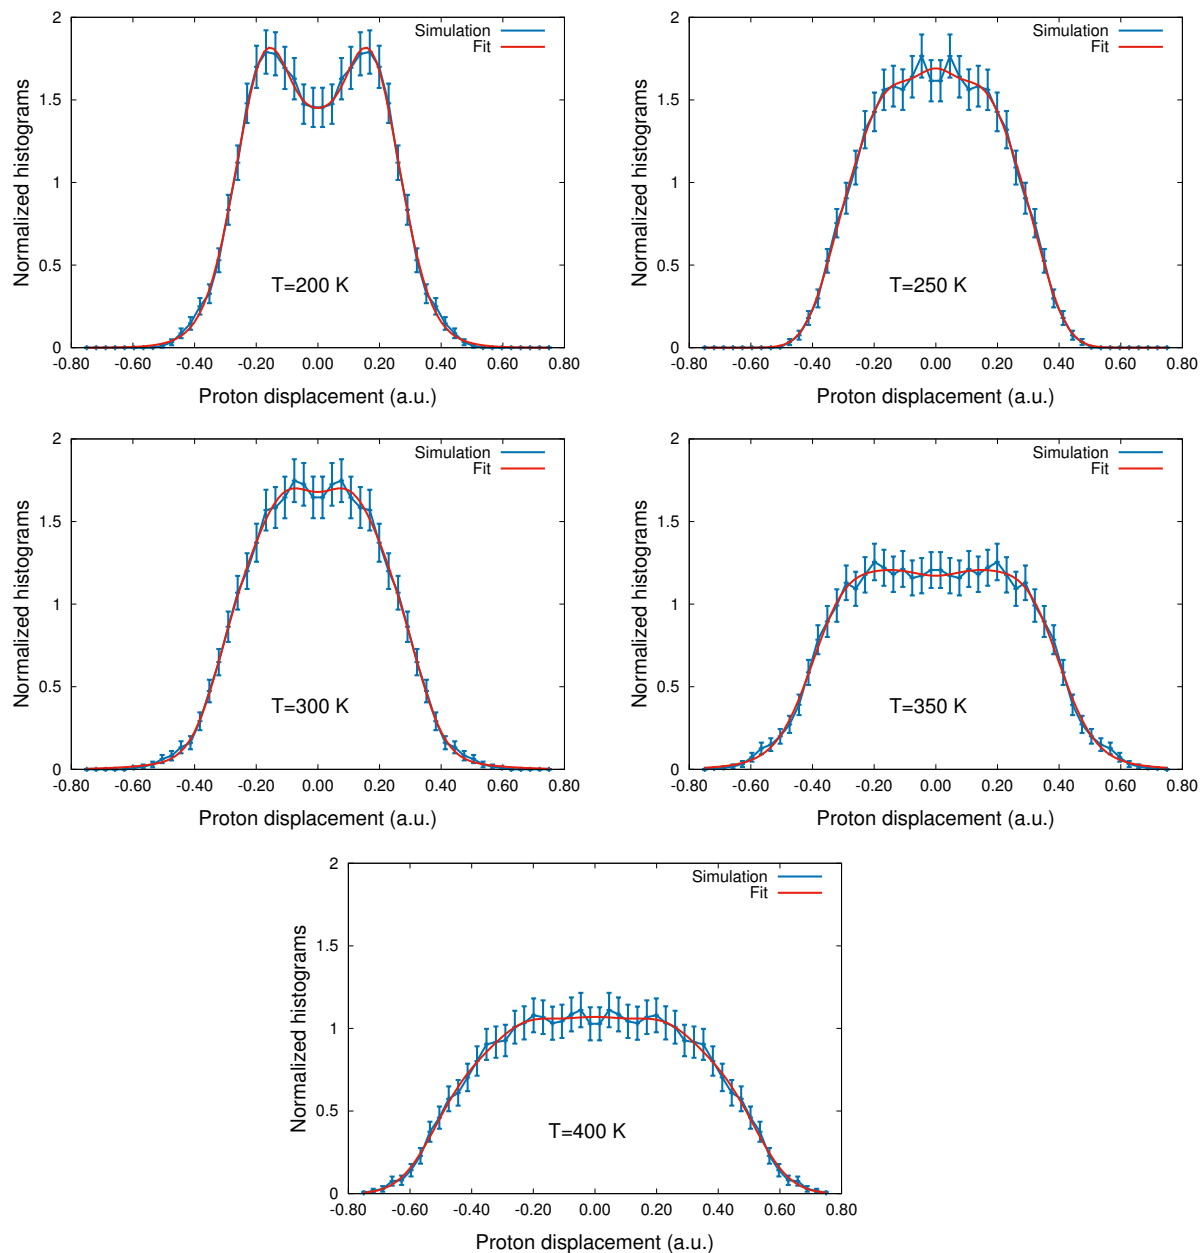 2
1.5
1
0.5
0
Normalized histograms
Simulation
Fit
T=200 K
-0.80 -0.60 -0.40 -0.20 0.00 0.20 0.40 0.60 0.80
Proton displacement (a.u.)
2
1.5
1
0.5
0
Normalized histograms
Simulation
Fit
T=250 K
-0.80 -0.60 -0.40 -0.20 0.00 0.20 0.40 0.60 0.80
Proton displacement (a.u.)
2
1.5
1
0.5
0
Normalized histograms
Simulation
Fit
T=300 K
-0.80 -0.60 -0.40 -0.20 0.00 0.20 0.40 0.60 0.80
Proton displacement (a.u.)
2
1.5
1
0.5
0
Normalized histograms
Simulation
Fit
T=350 K
-0.80 -0.60 -0.40 -0.20 0.00 0.20 0.40 0.60 0.80
Proton displacement (a.u.)
2
1.5
1
0.5
0
Normalized histograms
Simulation
Fit
T=400 K
-0.80 -0.60 -0.40 -0.20 0.00 0.20 0.40 0.60 0.80
Proton displacement (a.u.)